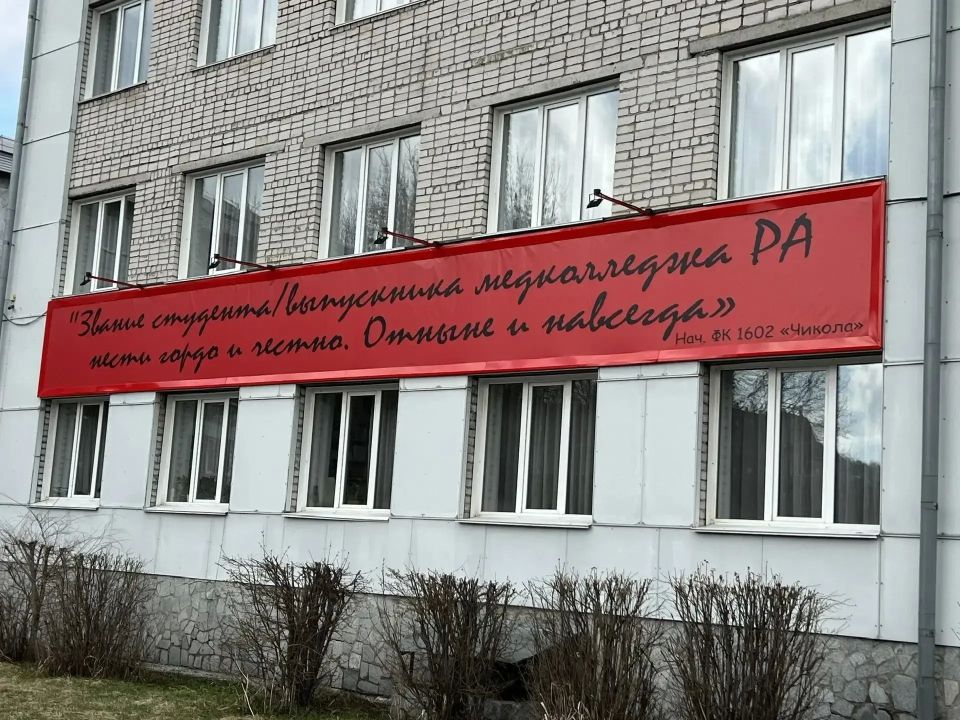 "Звание студента/выпускника медколледжа РА
нести гордо и честно. Отныне и навсегда»
Нач. ФК 1602 «Чикола»